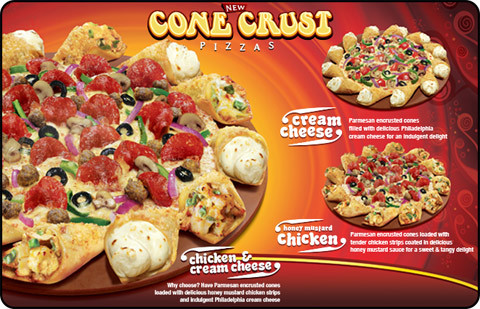 NEW
CONE CRUST
PIZZAS
cream
cheese
Parmesan encrusted cones
filled with delicious Philadelphia
cream cheese for an indulgent delight
honey mustard
Chicken
Parmesan encrusted cones loaded with
tender chicken strips coated in delicious
honey mustard sauce for a sweet & tangy delight
chicken &
cream cheese
Why choose? Have Parmesan encrusted cones
loaded with delicious honey mustard chicken strips
and indulgent Philadelphia cream cheese